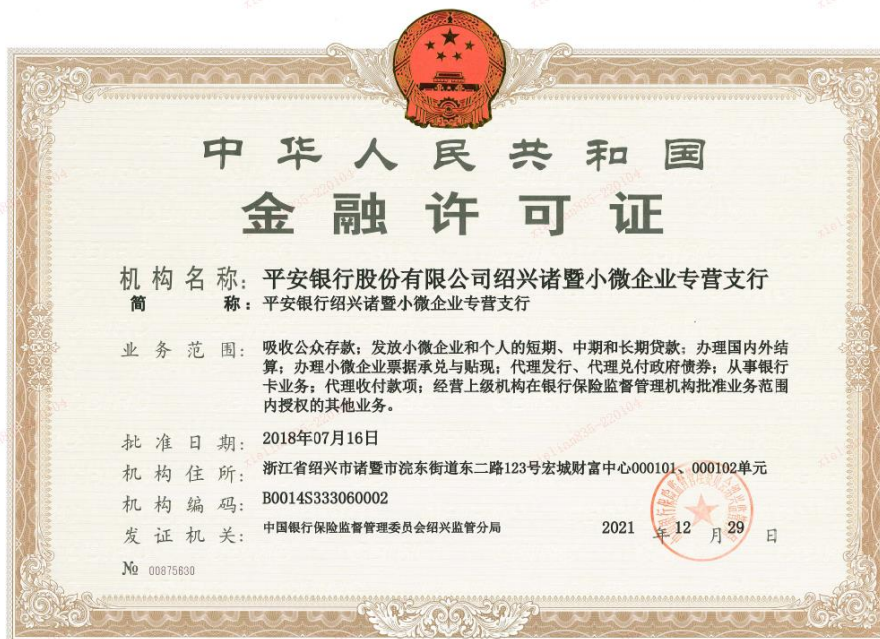 中华人民共和国
金融许可证
机构名称：平安银行股份有限公司绍兴诸暨小微企业专营支行
简称：平安银行绍兴诸暨小微企业专营支行
业务范围：吸收公众存款；发放小微企业和个人的短期、中期和长期贷款；办理国内外结
算；办理小微企业票据承兑与贴现；代理发行、代理兑付政府债券；从事银行
卡业务；代理收付款项；经营上级机构在银行保险监督管理机构批准业务范围
内授权的其他业务。
批准日期：2018年07月16日
机构住所：浙江省绍兴市诸暨市浣东街道东二路123号宏城财富中心000101、000102单元
机构编码：B0014S333060002
发证机关：中国银行保险监督管理委员会绍兴监管分局 2021年12月29日
№ 00875630